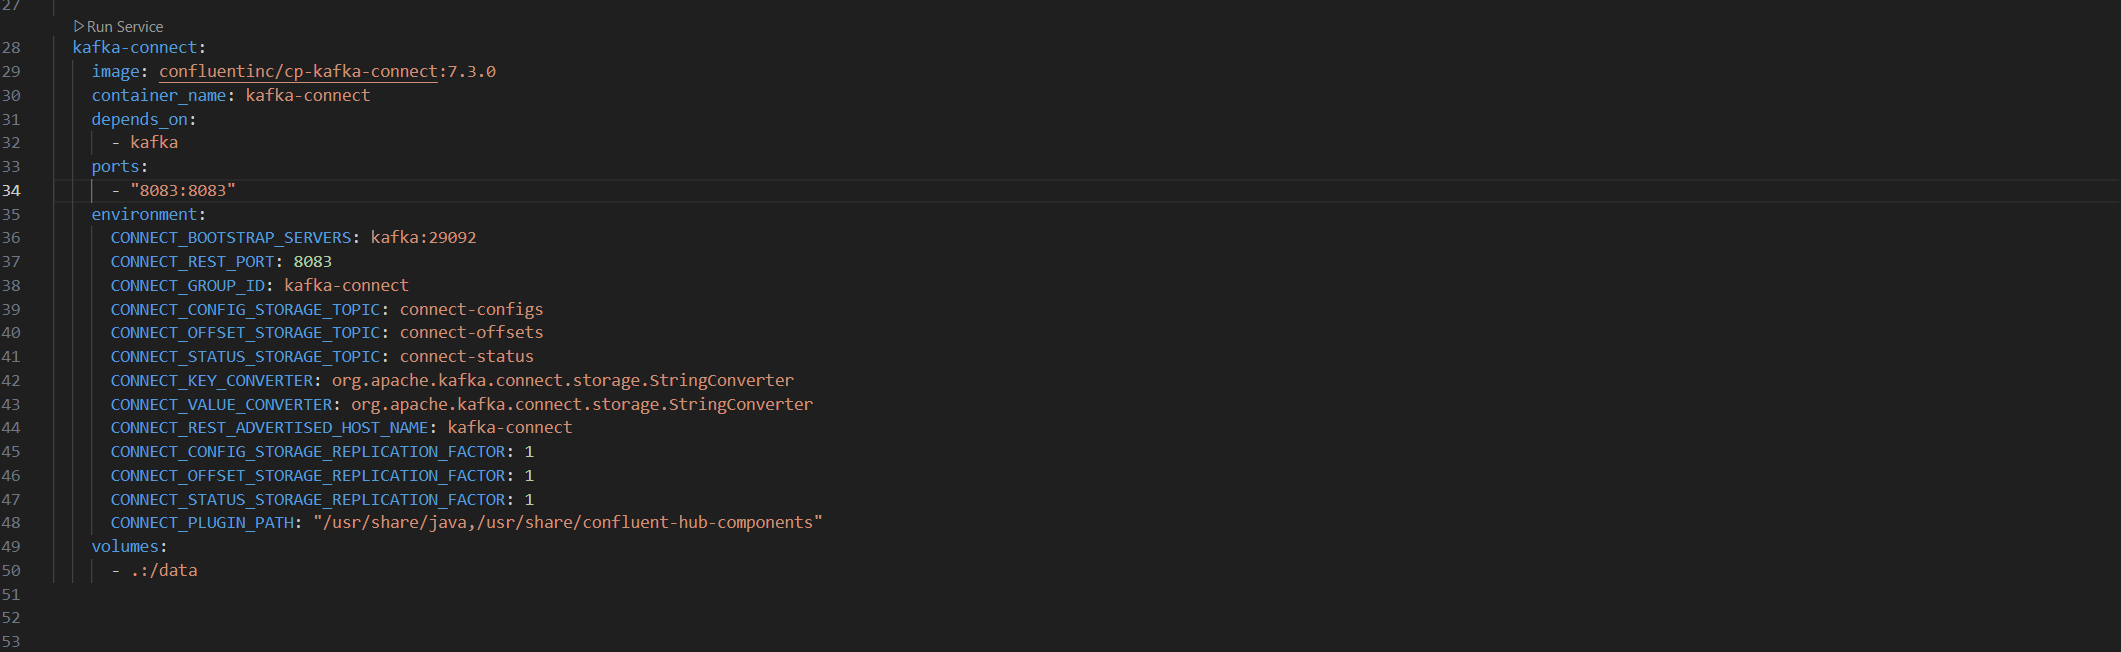 27
Run Service
28 kafka-connect:
29 image: confluentinc/cp-kafka-connect:7.3.0
30 container_name: kafka-connect
31 depends_on:
32 - kafka
33 ports:
34 - "8083:8083"
35 environment:
36 CONNECT_BOOTSTRAP_SERVERS: kafka:29092
37 CONNECT_REST_PORT: 8083
38 CONNECT_GROUP_ID: kafka-connect
39 CONNECT_CONFIG_STORAGE_TOPIC: connect-configs
40 CONNECT_OFFSET_STORAGE_TOPIC: connect-offsets
41 CONNECT_STATUS_STORAGE_TOPIC: connect-status
42 CONNECT_KEY_CONVERTER: org.apache.kafka.connect.storage.StringConverter
43 CONNECT_VALUE_CONVERTER: org.apache.kafka.connect.storage.StringConverter
44 CONNECT_REST_ADVERTISED_HOST_NAME: kafka-connect
45 CONNECT_CONFIG_STORAGE_REPLICATION_FACTOR: 1
46 CONNECT_OFFSET_STORAGE_REPLICATION_FACTOR: 1
47 CONNECT_STATUS_STORAGE_REPLICATION_FACTOR: 1
48 CONNECT_PLUGIN_PATH: "/usr/share/java,/usr/share/confluent-hub-components"
49 volumes:
50 - .:/data
51
52
53